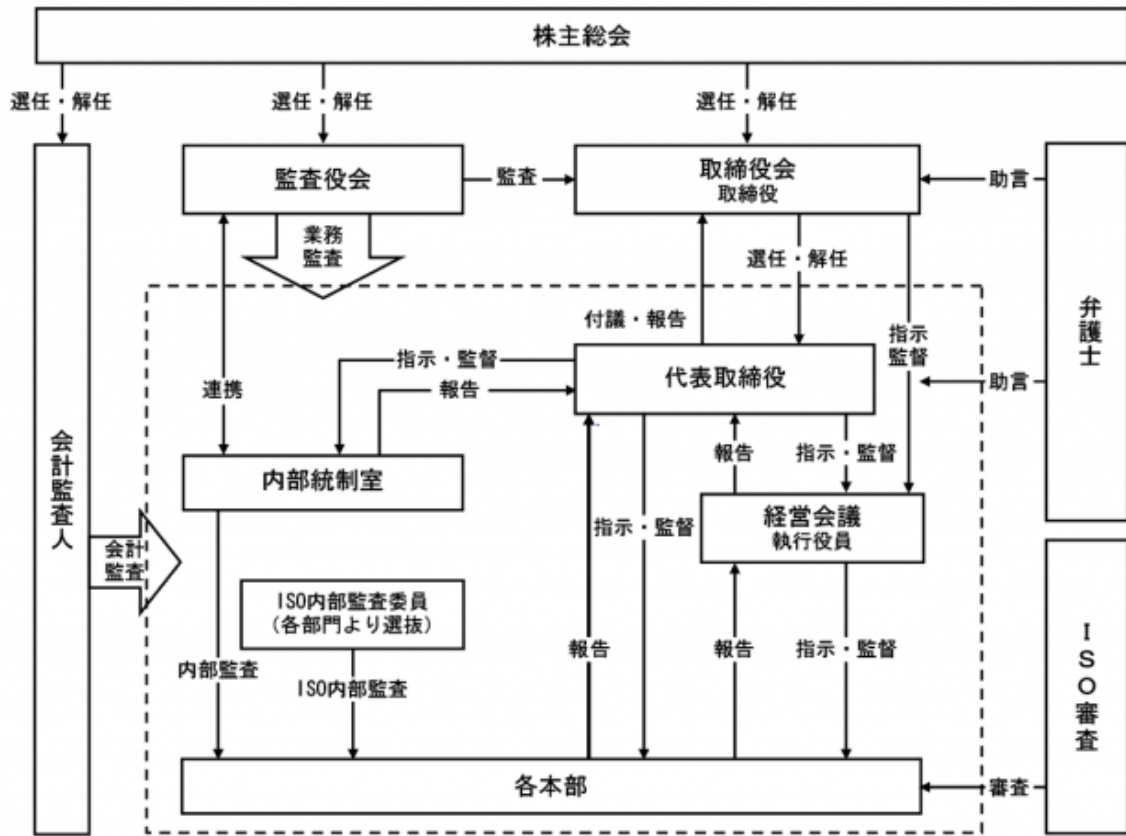 株主総会
選任・解任
選任・解任
選任・解任
監査役会
監査
取締役会
取締役
助言
業務
監査
選任・解任
弁護士
付議・報告
指示
監督
指示・監督
代表取締役
助言
連携
報告
会計監査人
報告
指示・監督
内部統制室
経営会議
執行役員
指示・監督
会計
監査
ISO内部監査委員
(各部門より選抜)
ISO審査
内部監査
ISO内部監査
報告
報告
指示・監督
各本部
審査